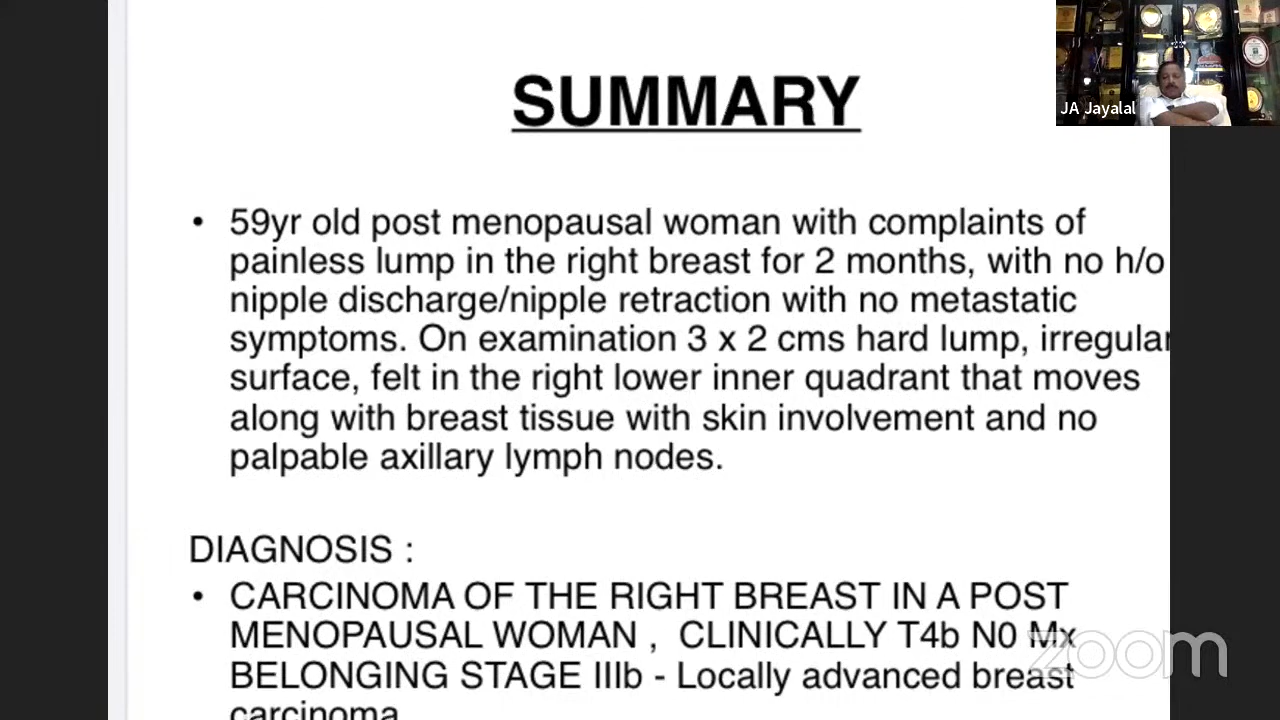 SUMMARY
JA Jayalal
• 59yr old post menopausal woman with complaints of
painless lump in the right breast for 2 months, with no h/o
nipple discharge/nipple retraction with no metastatic
symptoms. On examination 3 x 2 cms hard lump, irregular
surface, felt in the right lower inner quadrant that moves
along with breast tissue with skin involvement and no
palpable axillary lymph nodes.
DIAGNOSIS :
• CARCINOMA OF THE RIGHT BREAST IN A POST
MENOPAUSAL WOMAN , CLINICALLY T4b N0 Mx
BELONGING STAGE IIIb - Locally advanced breast
carcinoma
zoom